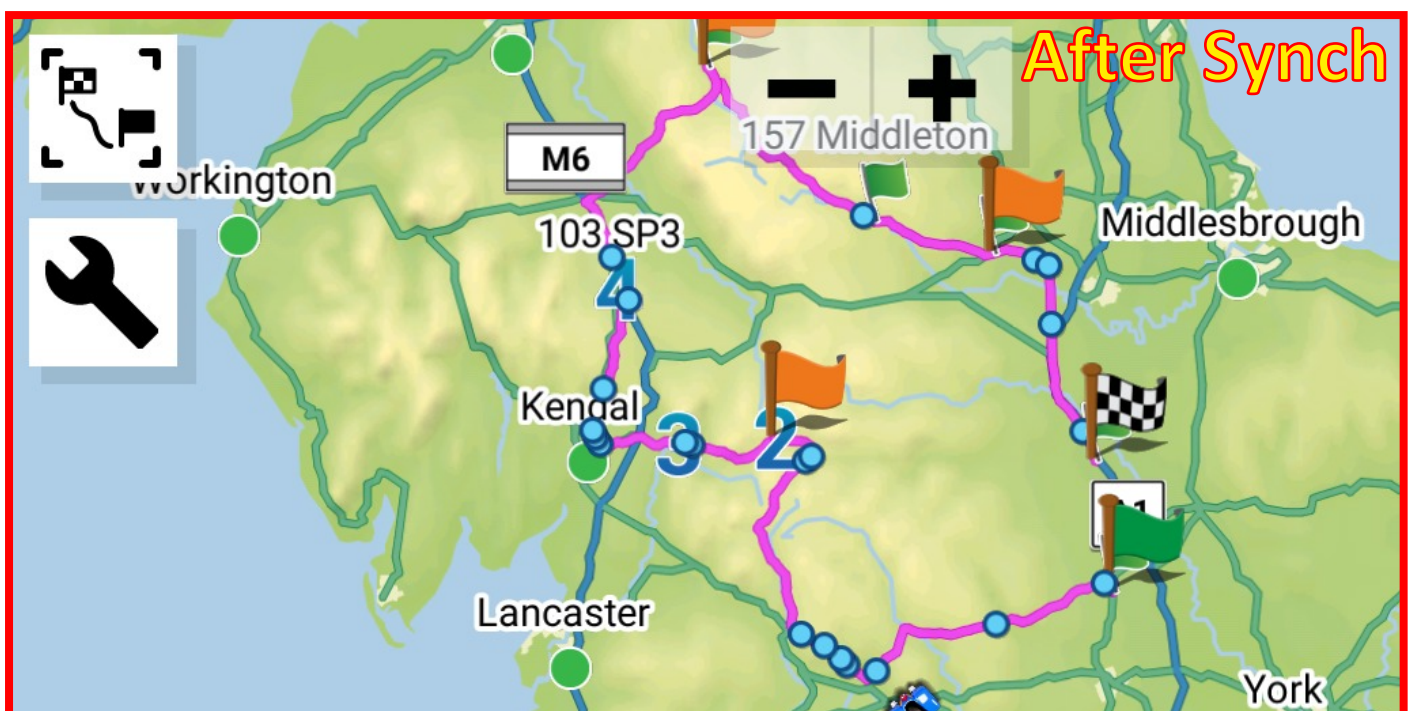 After Synch
157 Middleton
M6
Workington
103 SP3
Middlesbrough
4
Kendal
3
2
Lancaster
York